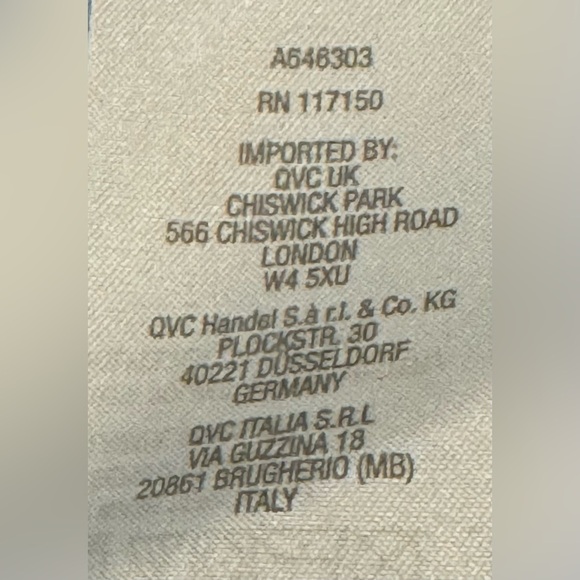 A546303
RN 117150
IMPORTED BY:
QVC UK
CHISWICK PARK
566 CHISWICK HIGH ROAD
LONDON
W4 5XU
QVC Handel S.à r.l. & Co. KG
PLOCKSTR. 30
40221 DÜSSELDORF
GERMANY
QVC ITALIA S.R.L
VIA GUZZINA 18
20861 BRUGHERIO (MB)
ITALY